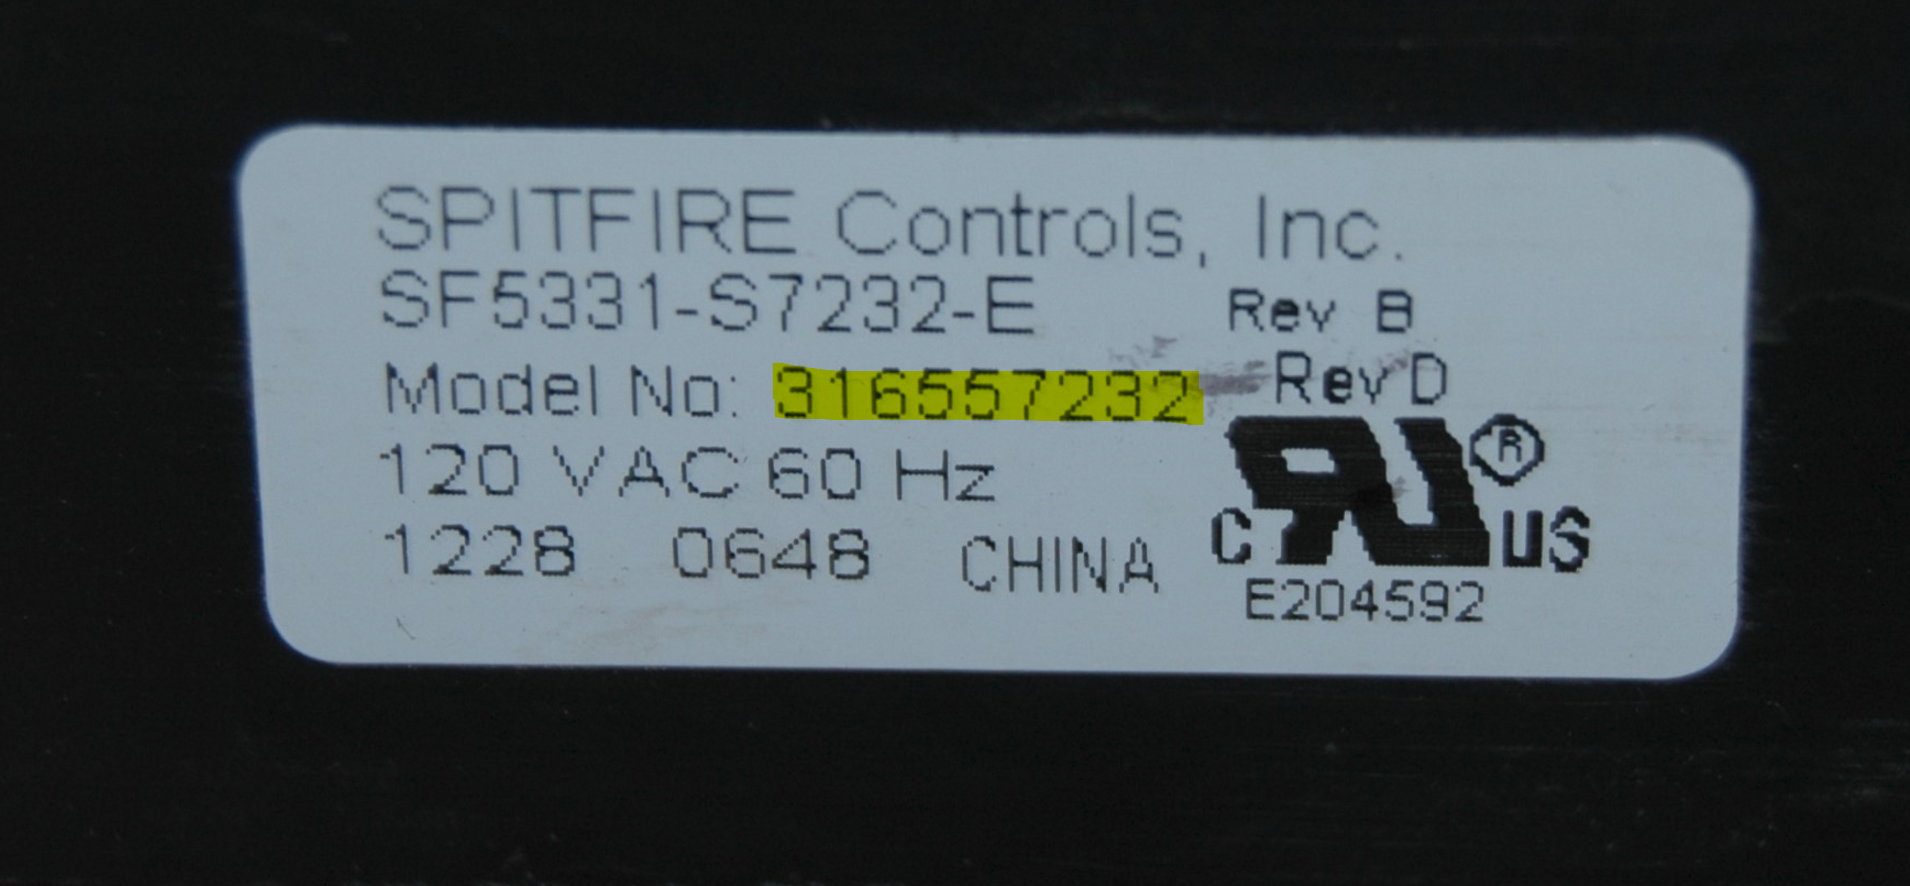 SPITFIRE Controls, Inc.
SF5331-S7232-E Rev B
Model No: 316557232 Rev D
120 VAC 60 Hz
1228 0648 CHINA
C RU ® US
E204592